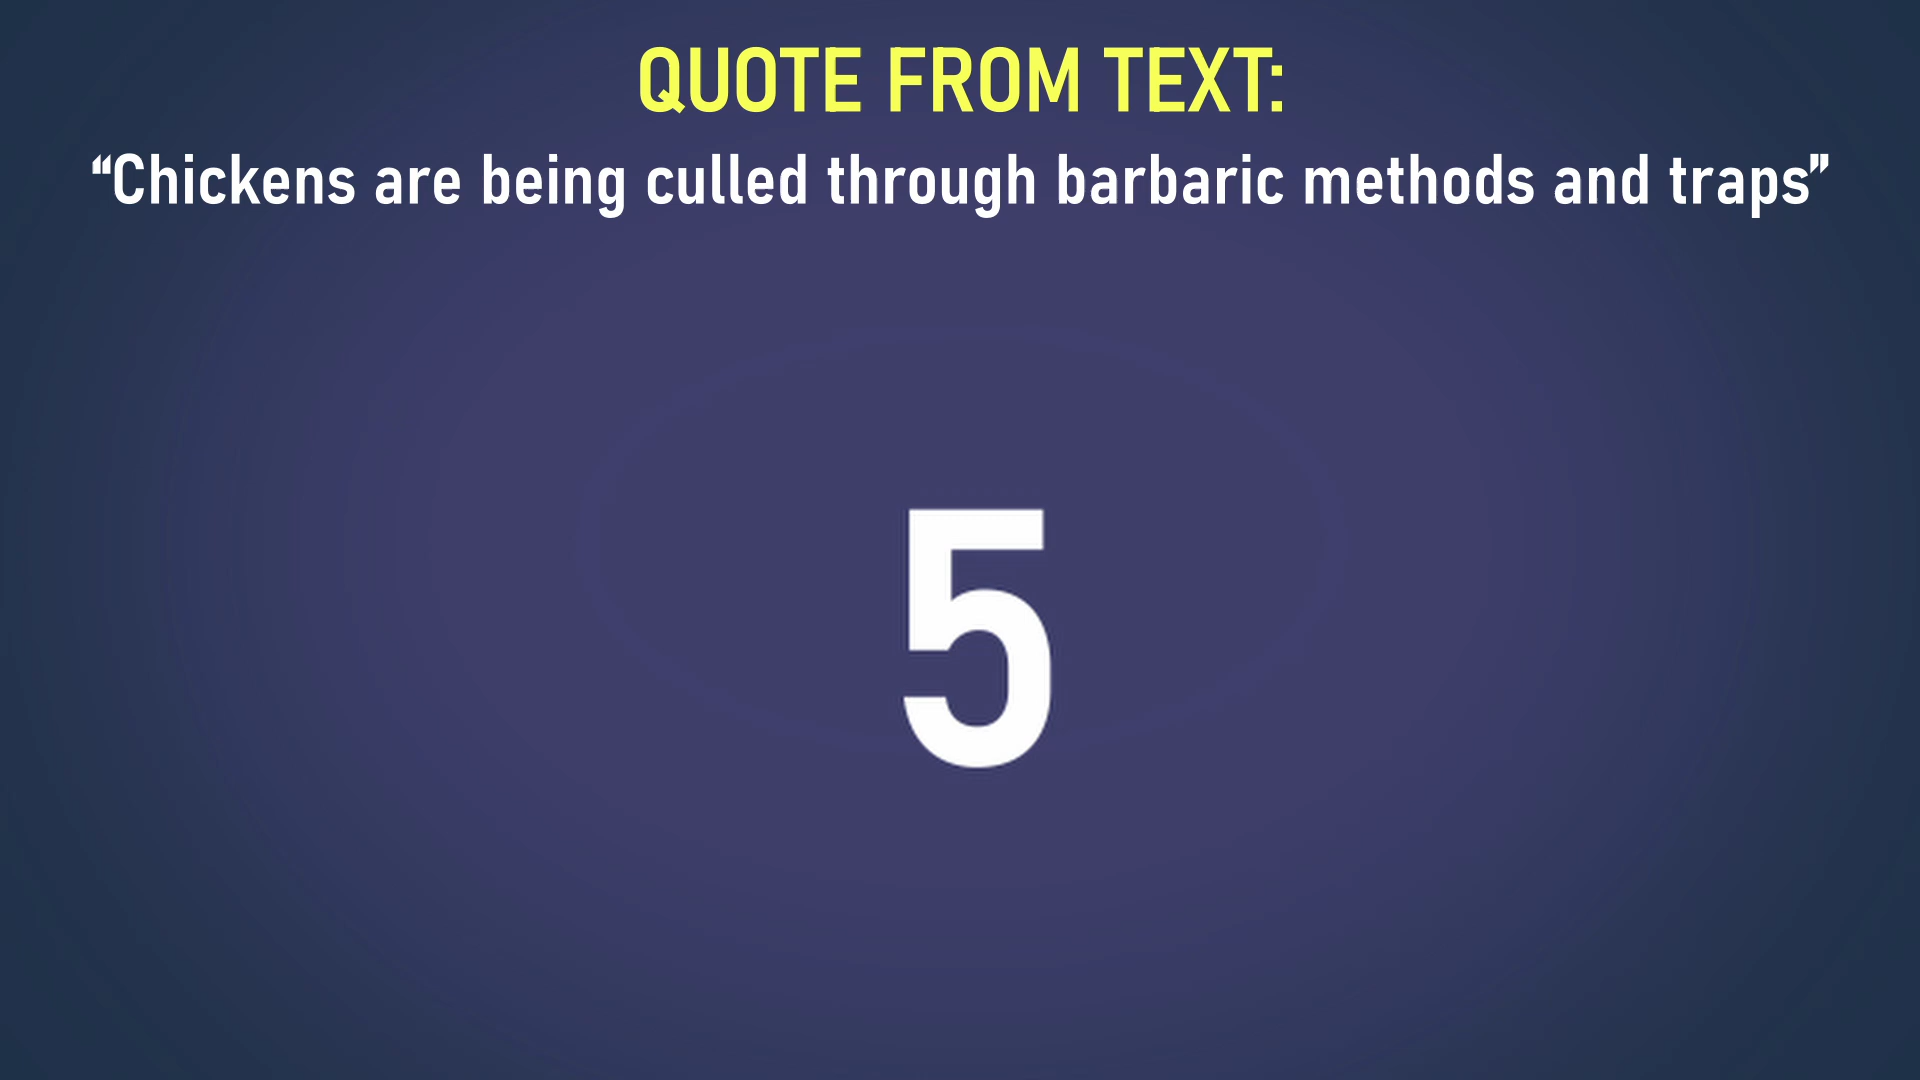 QUOTE FROM TEXT:
“Chickens are being culled through barbaric methods and traps”
5